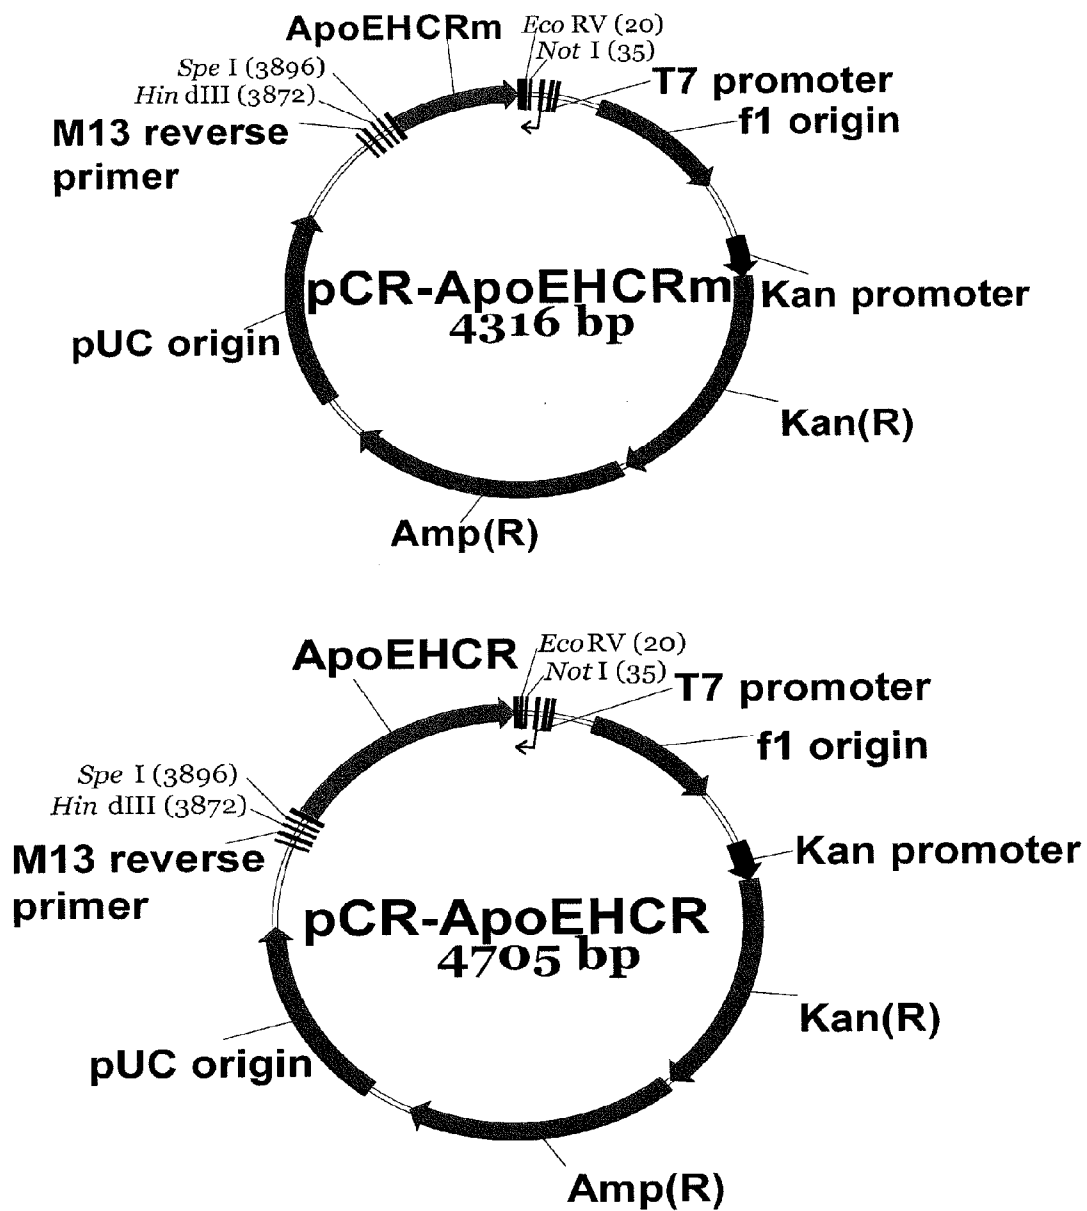 ApoEHCRm
Eco RV (20)
Not I (35)
Spe I (3896)
Hin dIII (3872)
T7 promoter
f1 origin
M13 reverse
primer
pCR-ApoEHCRm
4316 bp
Kan promoter
pUC origin
Kan(R)
Amp(R)
ApoEHCR
EcoRV (20)
Not I (35)
T7 promoter
f1 origin
Spe I (3896)
Hin dIII (3872)
M13 reverse
primer
Kan promoter
pCR-ApoEHCR
4705 bp
Kan(R)
pUC origin
Amp(R)